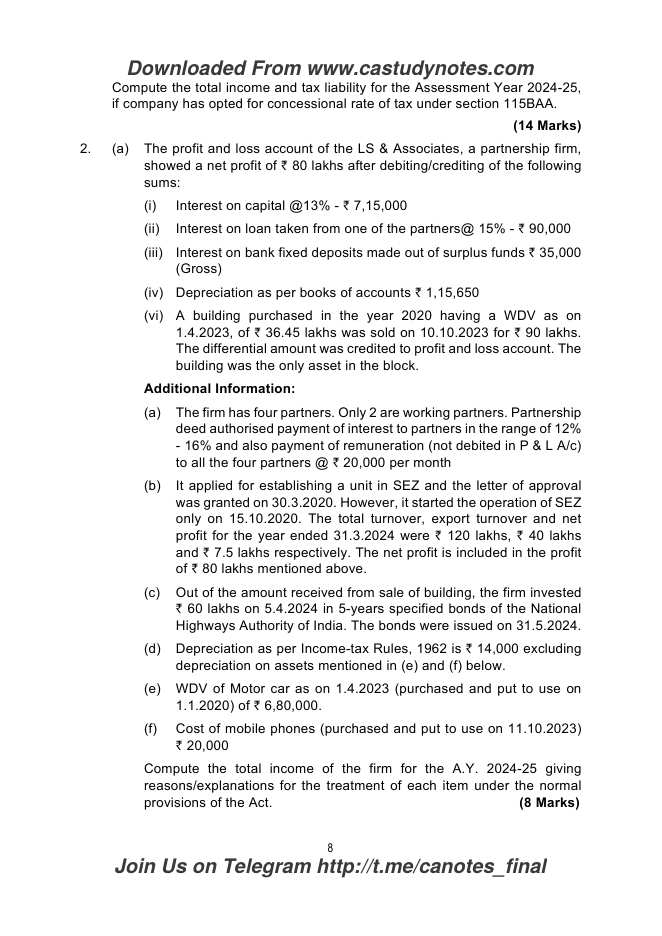 Downloaded From www.castudynotes.com
Compute the total income and tax liability for the Assessment Year 2024-25,
if company has opted for concessional rate of tax under section 115BAA.
(14 Marks)
2. (a) The profit and loss account of the LS & Associates, a partnership firm,
showed a net profit of ₹ 80 lakhs after debiting/crediting of the following
sums:
(i) Interest on capital @13% - ₹ 7,15,000
(ii) Interest on loan taken from one of the partners@ 15% - ₹ 90,000
(iii) Interest on bank fixed deposits made out of surplus funds ₹ 35,000
(Gross)
(iv) Depreciation as per books of accounts ₹ 1,15,650
(vi) A building purchased in the year 2020 having a WDV as on
1.4.2023, of ₹ 36.45 lakhs was sold on 10.10.2023 for ₹ 90 lakhs.
The differential amount was credited to profit and loss account. The
building was the only asset in the block.
Additional Information:
(a) The firm has four partners. Only 2 are working partners. Partnership
deed authorised payment of interest to partners in the range of 12%
- 16% and also payment of remuneration (not debited in P & L A/c)
to all the four partners @ ₹ 20,000 per month
(b) It applied for establishing a unit in SEZ and the letter of approval
was granted on 30.3.2020. However, it started the operation of SEZ
only on 15.10.2020. The total turnover, export turnover and net
profit for the year ended 31.3.2024 were ₹ 120 lakhs, ₹ 40 lakhs
and ₹ 7.5 lakhs respectively. The net profit is included in the profit
of ₹ 80 lakhs mentioned above.
(c) Out of the amount received from sale of building, the firm invested
₹ 60 lakhs on 5.4.2024 in 5-years specified bonds of the National
Highways Authority of India. The bonds were issued on 31.5.2024.
(d) Depreciation as per Income-tax Rules, 1962 is ₹ 14,000 excluding
depreciation on assets mentioned in (e) and (f) below.
(e) WDV of Motor car as on 1.4.2023 (purchased and put to use on
1.1.2020) of ₹ 6,80,000.
(f) Cost of mobile phones (purchased and put to use on 11.10.2023)
₹ 20,000
Compute the total income of the firm for the A.Y. 2024-25 giving
reasons/explanations for the treatment of each item under the normal
provisions of the Act. (8 Marks)
8
Join Us on Telegram http://t.me/canotes_final